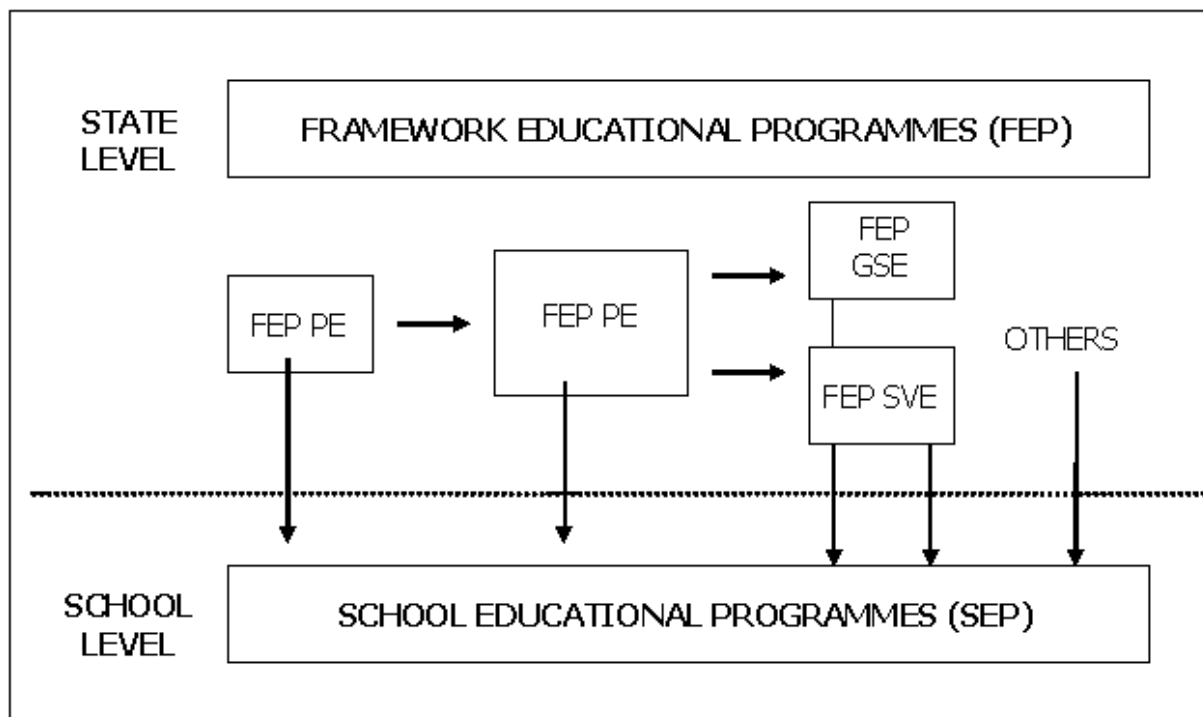 STATE
LEVEL
FRAMEWORK EDUCATIONAL PROGRAMMES (FEP)
FEP
GSE
FEP PE
FEP PE
OTHERS
FEP SVE
SCHOOL
LEVEL
SCHOOL EDUCATIONAL PROGRAMMES (SEP)